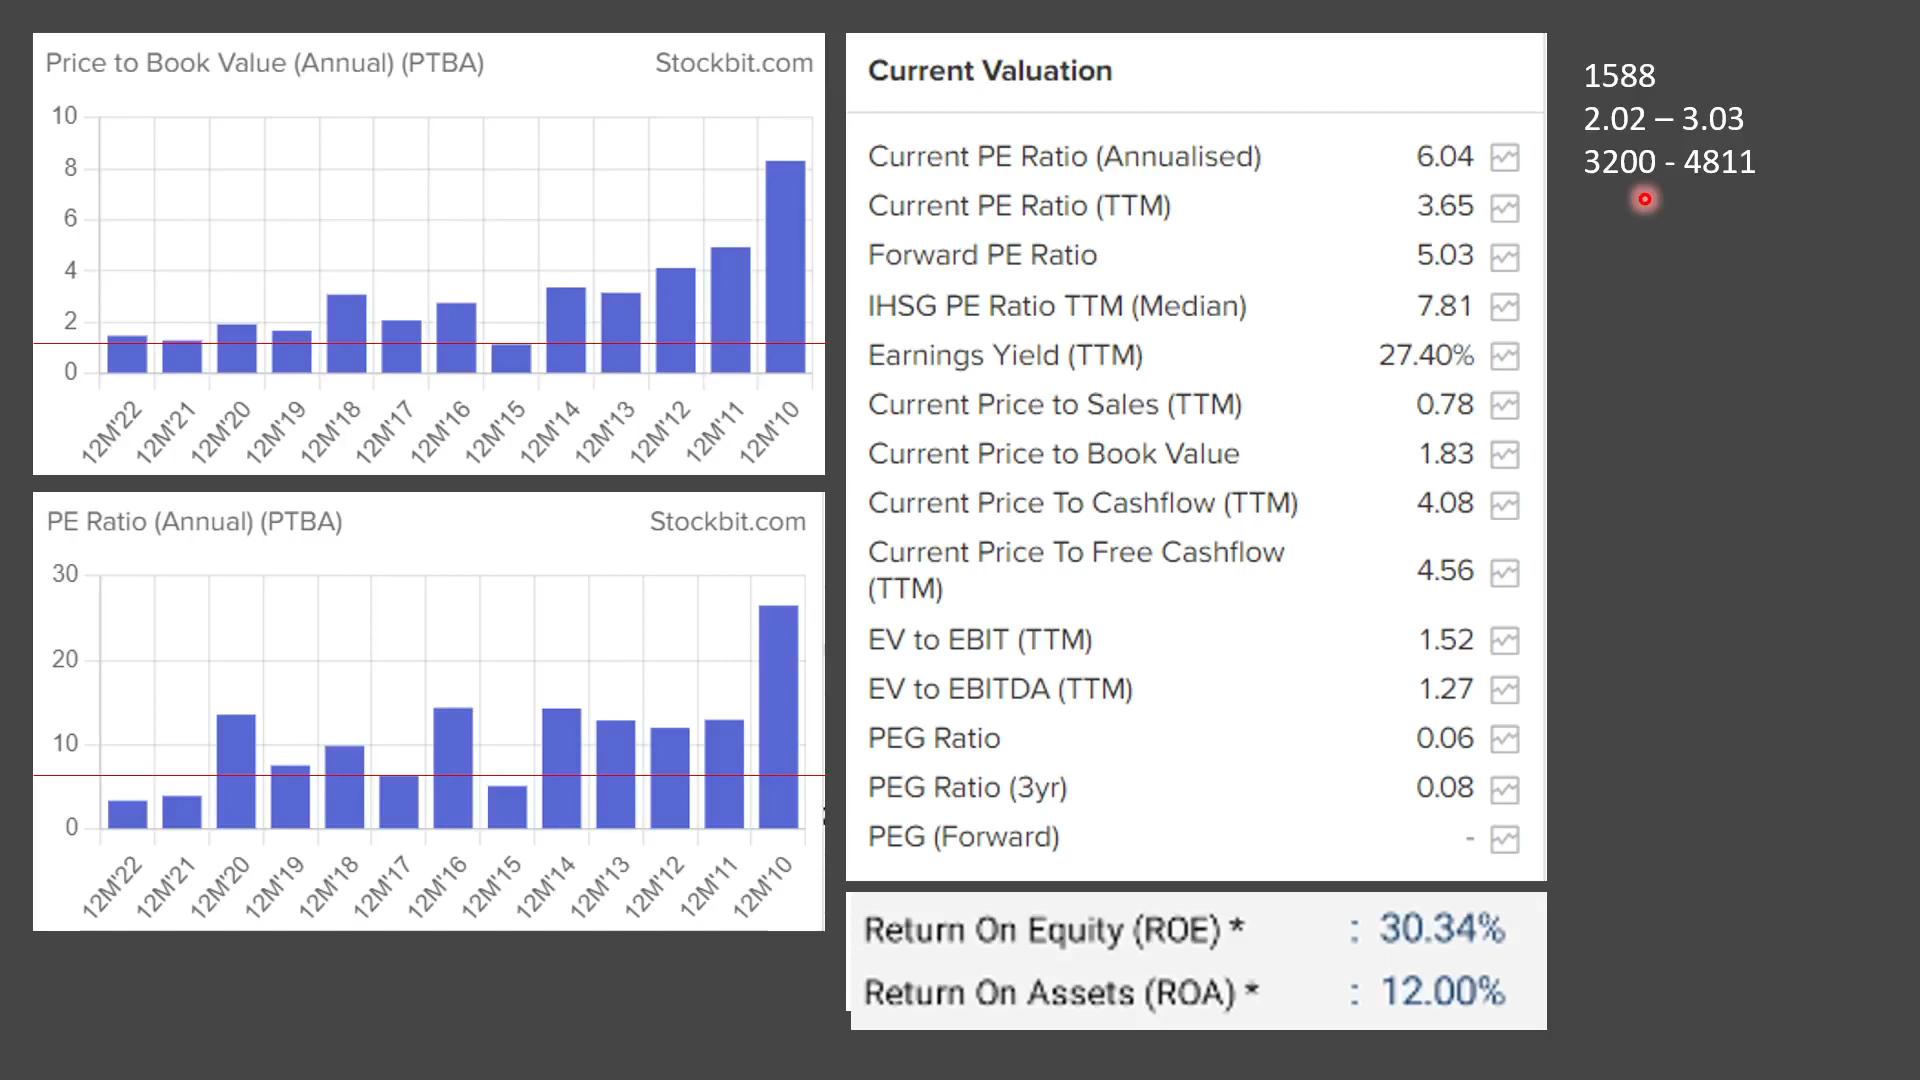 Price to Book Value (Annual) (PTBA) Stockbit.com
10
8
6
4
2
0
12M'22 12M'21 12M'20 12M'19 12M'18 12M'17 12M'16 12M'15 12M'14 12M'13 12M'12 12M'11 12M'10
PE Ratio (Annual) (PTBA) Stockbit.com
30
20
10
0
12M'22 12M'21 12M'20 12M'19 12M'18 12M'17 12M'16 12M'15 12M'14 12M'13 12M'12 12M'11 12M'10
Current Valuation
Current PE Ratio (Annualised) 6.04
Current PE Ratio (TTM) 3.65
Forward PE Ratio 5.03
IHSG PE Ratio TTM (Median) 7.81
Earnings Yield (TTM) 27.40%
Current Price to Sales (TTM) 0.78
Current Price to Book Value 1.83
Current Price To Cashflow (TTM) 4.08
Current Price To Free Cashflow
(TTM) 4.56
EV to EBIT (TTM) 1.52
EV to EBITDA (TTM) 1.27
PEG Ratio 0.06
PEG Ratio (3yr) 0.08
PEG (Forward) -
Return On Equity (ROE) * : 30.34%
Return On Assets (ROA) * : 12.00%
1588
2.02 – 3.03
3200 - 4811